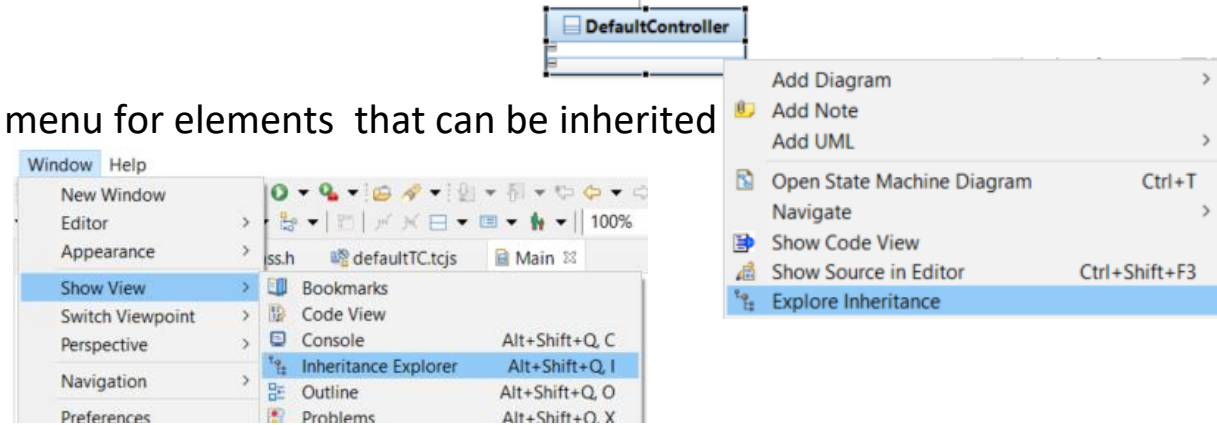 DefaultController
menu for elements that can be inherited
Add Diagram
Add Note
Add UML
Open State Machine Diagram Ctrl+T
Navigate
Show Code View
Show Source in Editor Ctrl+Shift+F3
Explore Inheritance
Window Help
New Window
Editor
Appearance
100%
ss.h defaultTC.tcjs Main
Show View
Switch Viewpoint
Perspective
Navigation
Preferences
Bookmarks
Code View
Console Alt+Shift+Q, C
Inheritance Explorer Alt+Shift+Q, I
Outline Alt+Shift+Q, O
Problems Alt+Shift+Q, X